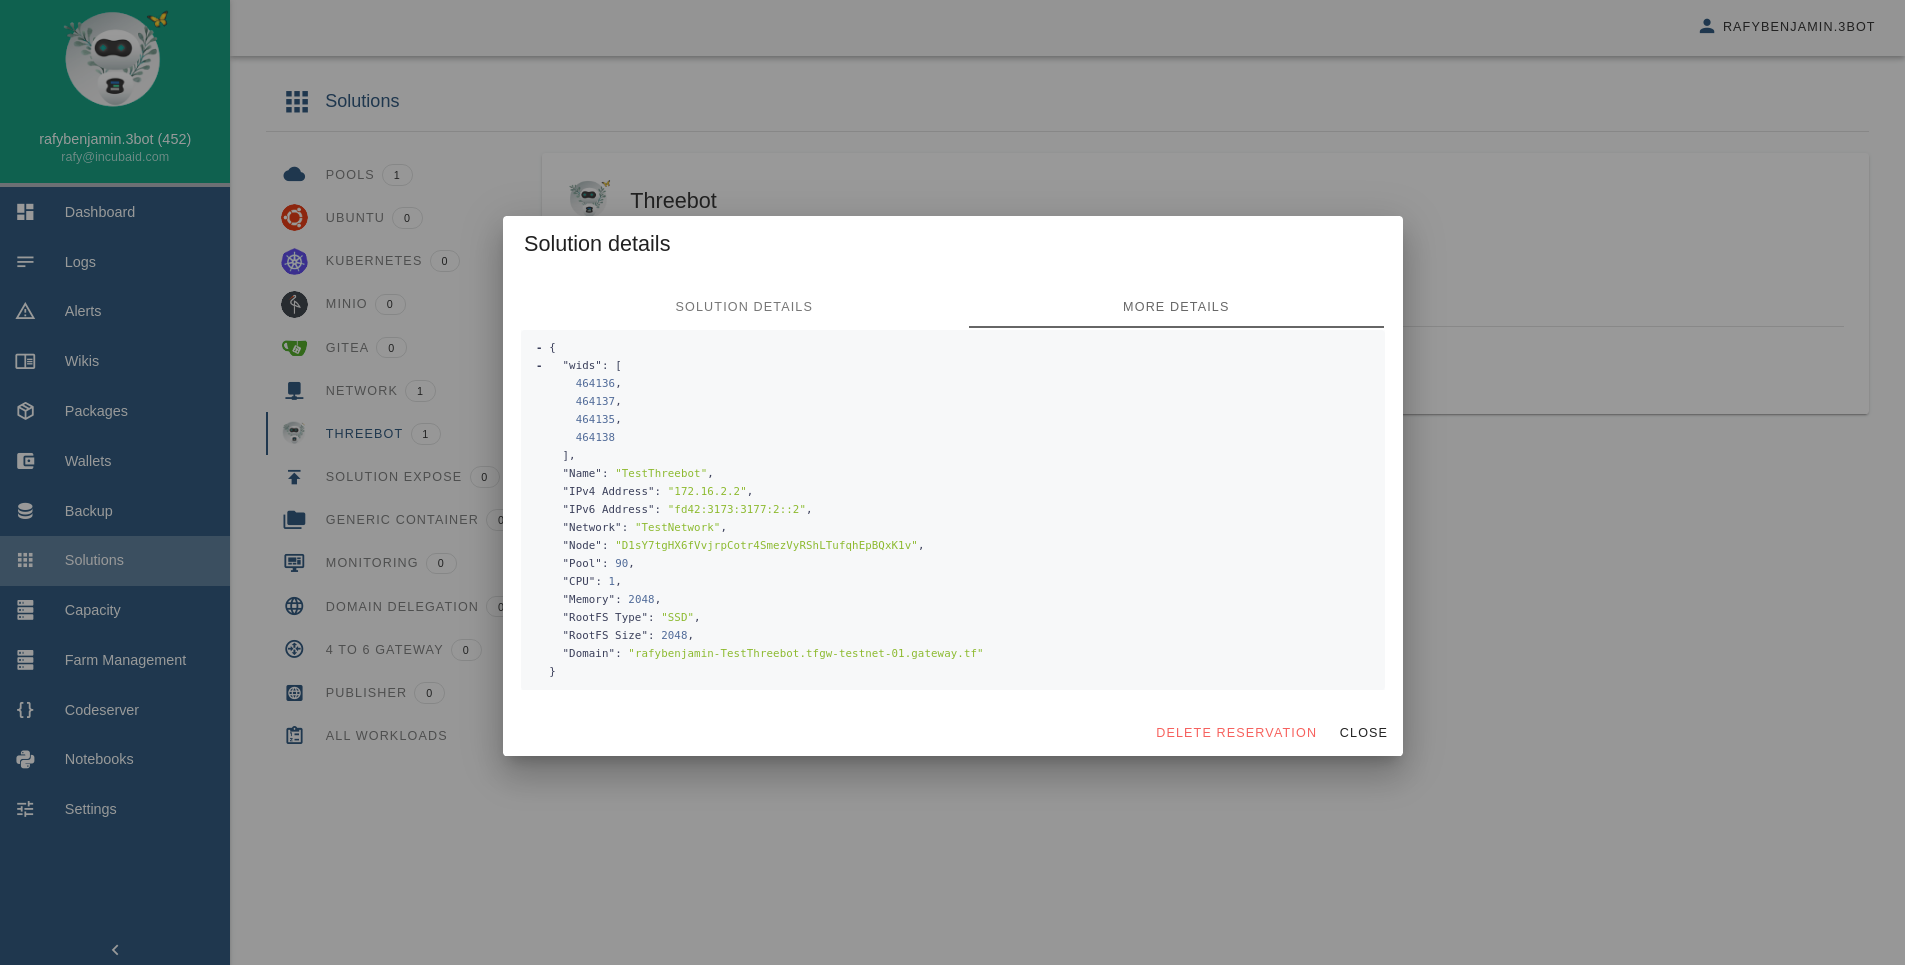 rafybenjamin.3bot (452)
rafy@incubaid.com
Dashboard
Logs
Alerts
Wikis
Packages
Wallets
Backup
Solutions
Capacity
Farm Management
Codeserver
Notebooks
Settings
RAFYBENJAMIN.3BOT
Solutions
POOLS 1
UBUNTU 0
KUBERNETES 0
MINIO 0
GITEA 0
NETWORK 1
THREEBOT 1
SOLUTION EXPOSE 0
GENERIC CONTAINER 0
MONITORING 0
DOMAIN DELEGATION 0
4 TO 6 GATEWAY 0
PUBLISHER 0
ALL WORKLOADS
Threebot
Solution details
SOLUTION DETAILS
MORE DETAILS
- {
- "wids": [
464136,
464137,
464135,
464138
],
"Name": "TestThreebot",
"IPv4 Address": "172.16.2.2",
"IPv6 Address": "fd42:3173:3177:2::2",
"Network": "TestNetwork",
"Node": "D1sY7tgHX6fVvjrpCotr4SmezVyRShLTufqhEpBQxK1v",
"Pool": 90,
"CPU": 1,
"Memory": 2048,
"RootFS Type": "SSD",
"RootFS Size": 2048,
"Domain": "rafybenjamin-TestThreebot.tfgw-testnet-01.gateway.tf"
}
DELETE RESERVATION
CLOSE